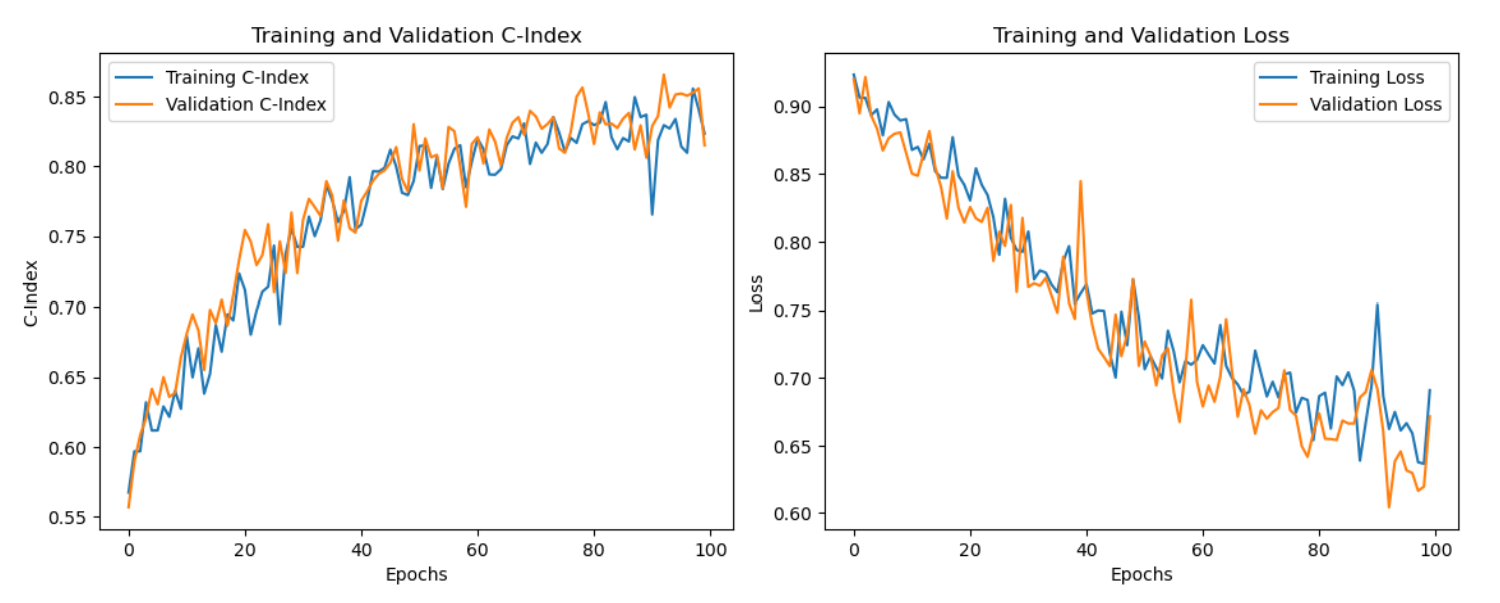 Training and Validation C-Index
Training C-Index
Validation C-Index
C-Index
0.85
0.80
0.75
0.70
0.65
0.60
0.55
0
20
40
60
80
100
Epochs
Training and Validation Loss
Training Loss
Validation Loss
Loss
0.90
0.85
0.80
0.75
0.70
0.65
0.60
0
20
40
60
80
100
Epochs